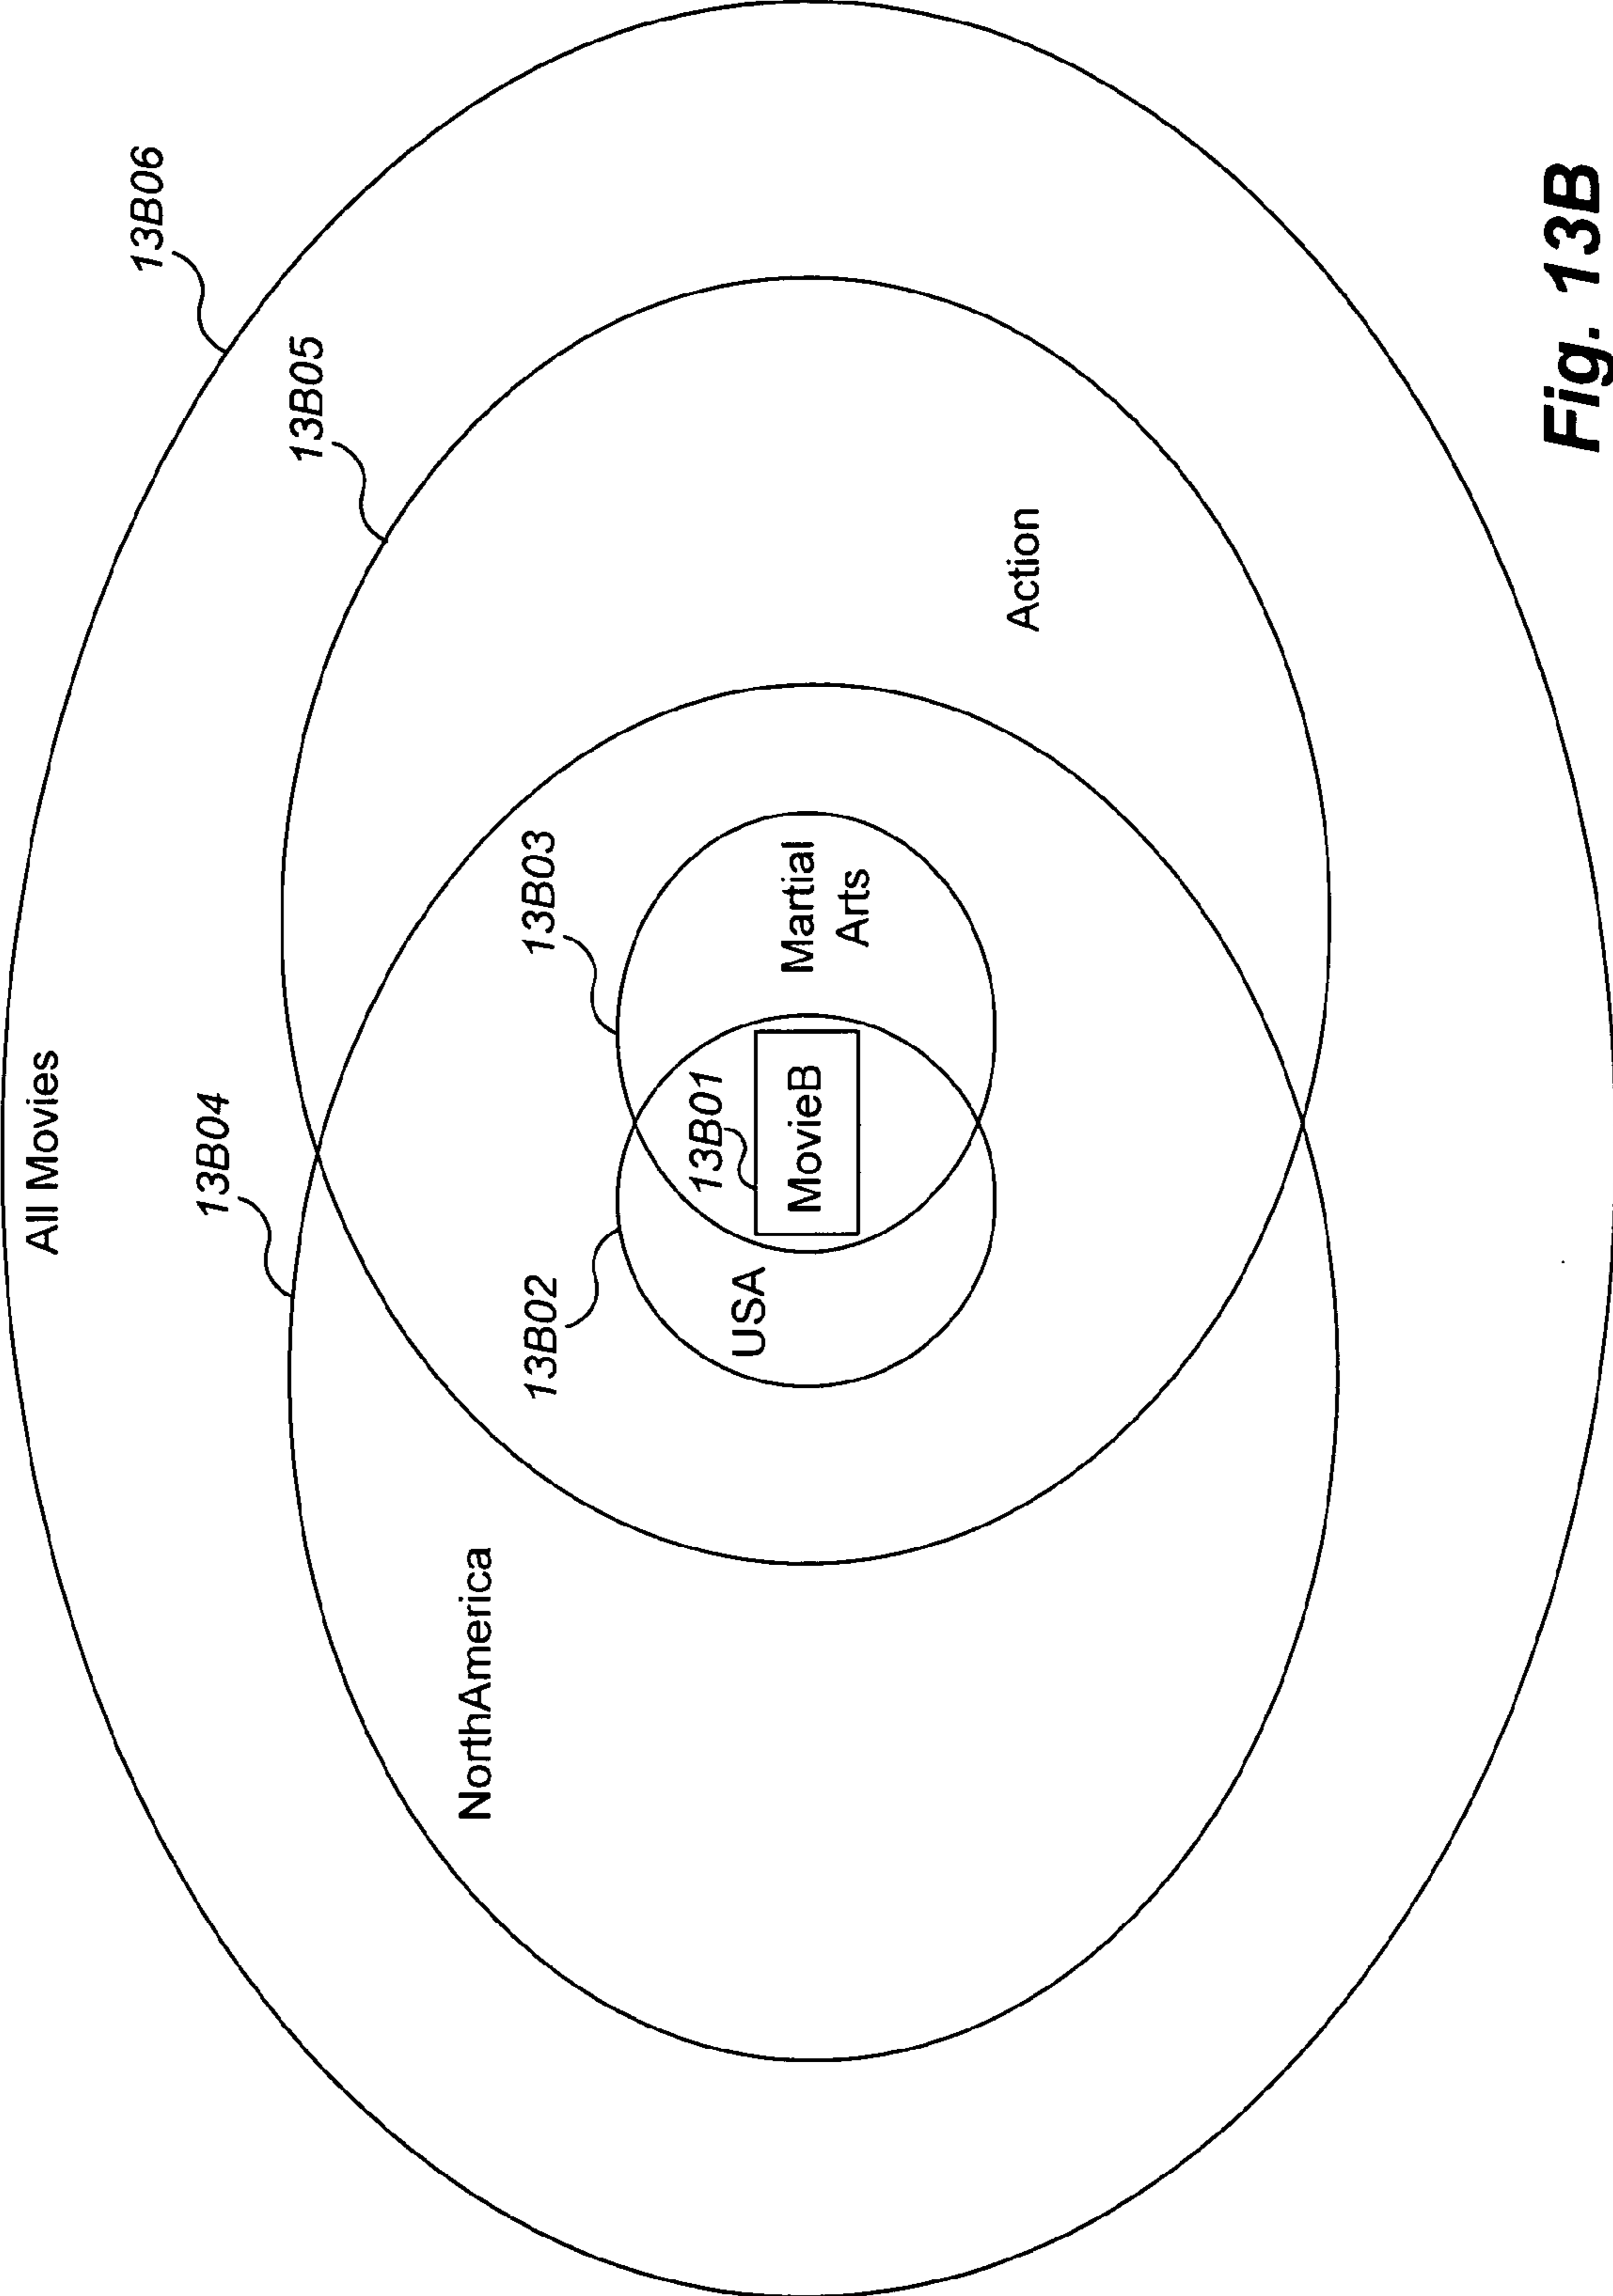 All Movies
13B06
13B04
13B05
NorthAmerica
13B02
13B03
USA
13B01
MovieB
Martial
Arts
Action
Fig. 13B